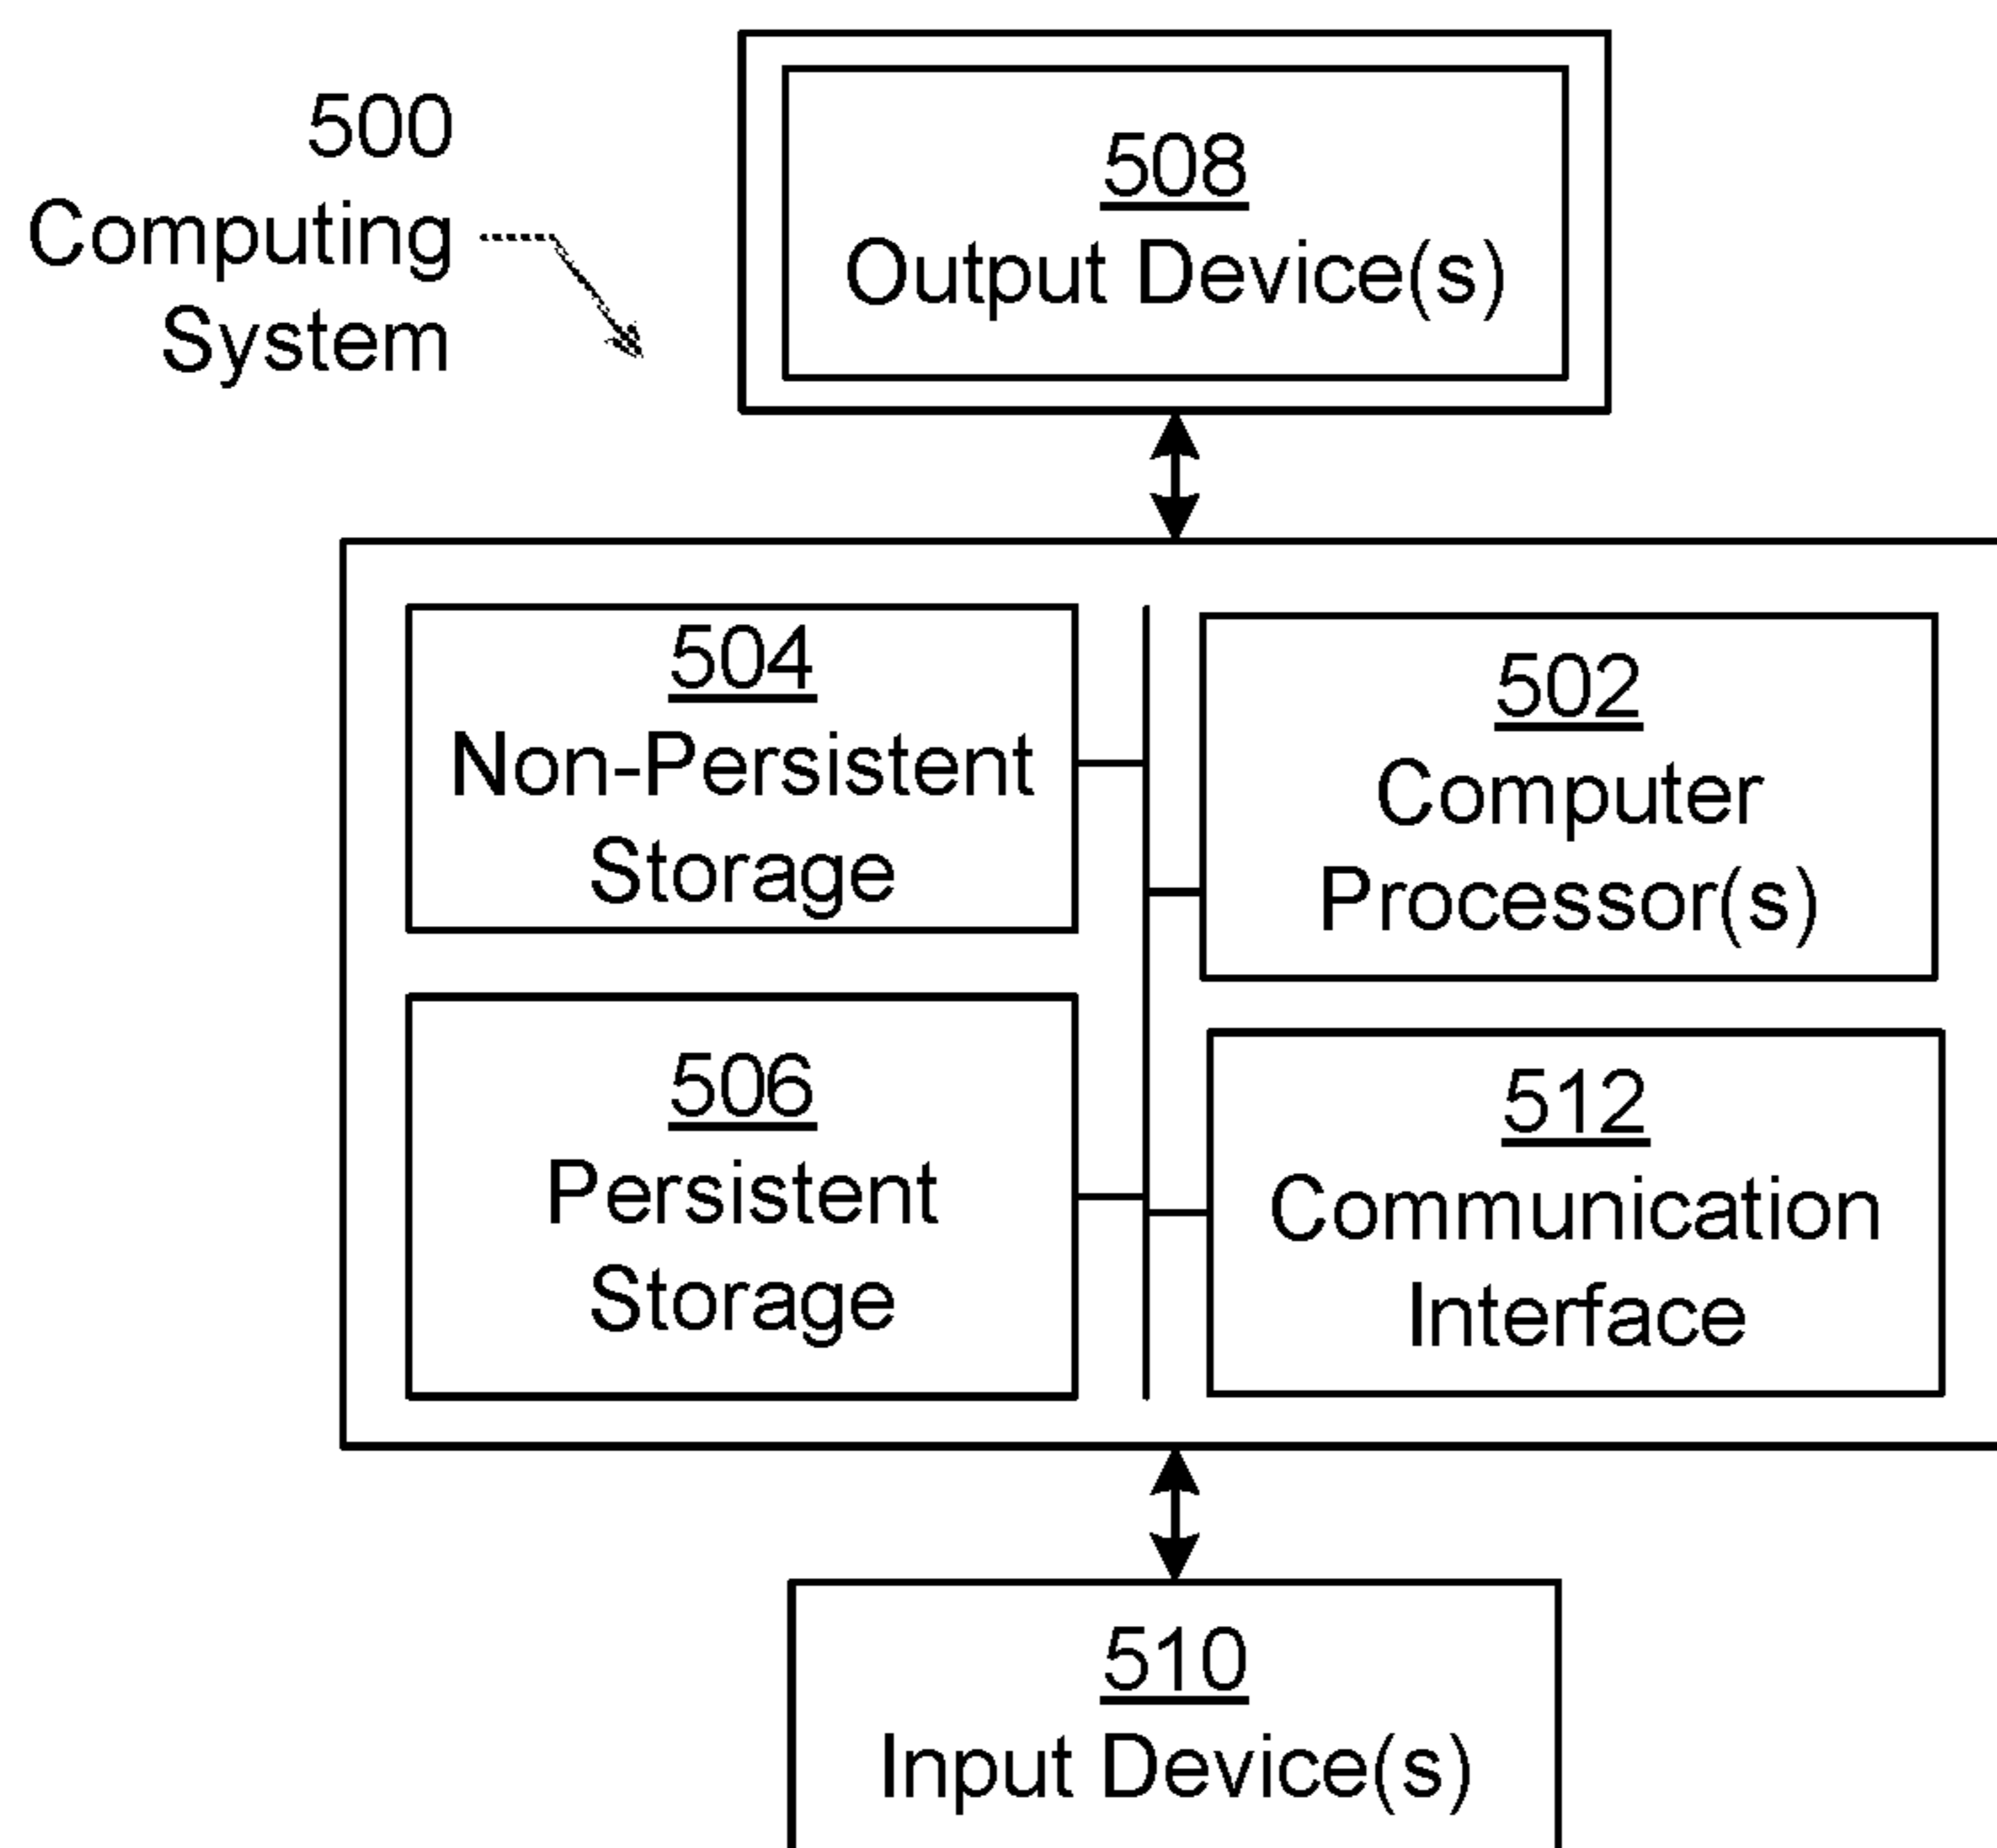 500
Computing
System
508
Output Device(s)
504
Non-Persistent
Storage
502
Computer
Processor(s)
506
Persistent
Storage
512
Communication
Interface
510
Input Device(s)